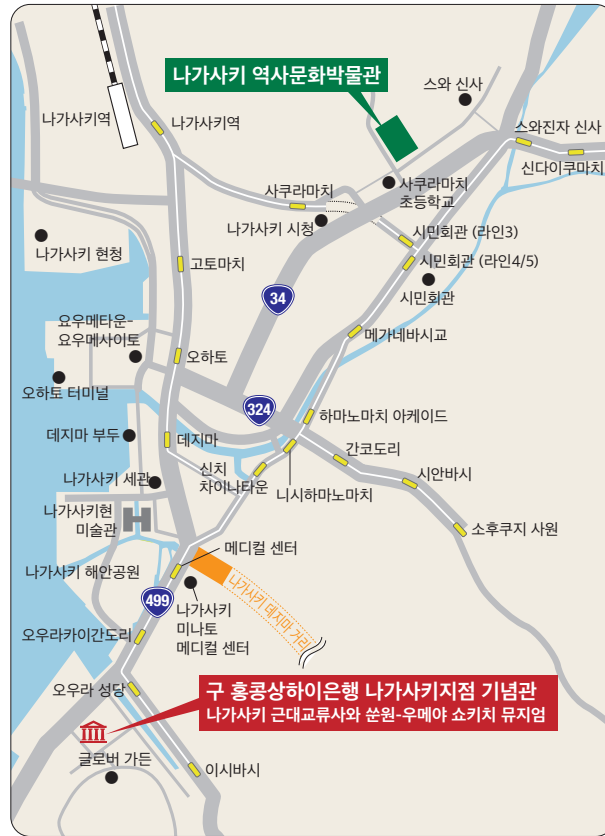 나가사키 역사문화박물관
스와 신사
나가사키역
나가사키역
스와진자 신사
신다이쿠마치
사쿠라마치
사쿠라마치
초등학교
나가사키 시청
시민회관 (라인3)
나가사키 현청
고토마치
시민회관 (라인4/5)
시민회관
34
요우메타운-
요우메사이토
오하토
메가네바시교
오하토 터미널
324
하마노마치 아케이드
데지마 부두
데지마
간코도리
신치
차이나타운
시안바시
나가사키 세관
니시하마노마치
나가사키현
미술관
소후쿠지 사원
메디컬 센터
나가사키 해안공원
나가사키 데지마 거리
499
나가사키
미나토
메디컬 센터
오우라카이간도리
오우라 성당
구 홍콩상하이은행 나가사키지점 기념관
나가사키 근대교류사와 쑨원-우메야 쇼키치 뮤지엄
글로버 가든
이시바시